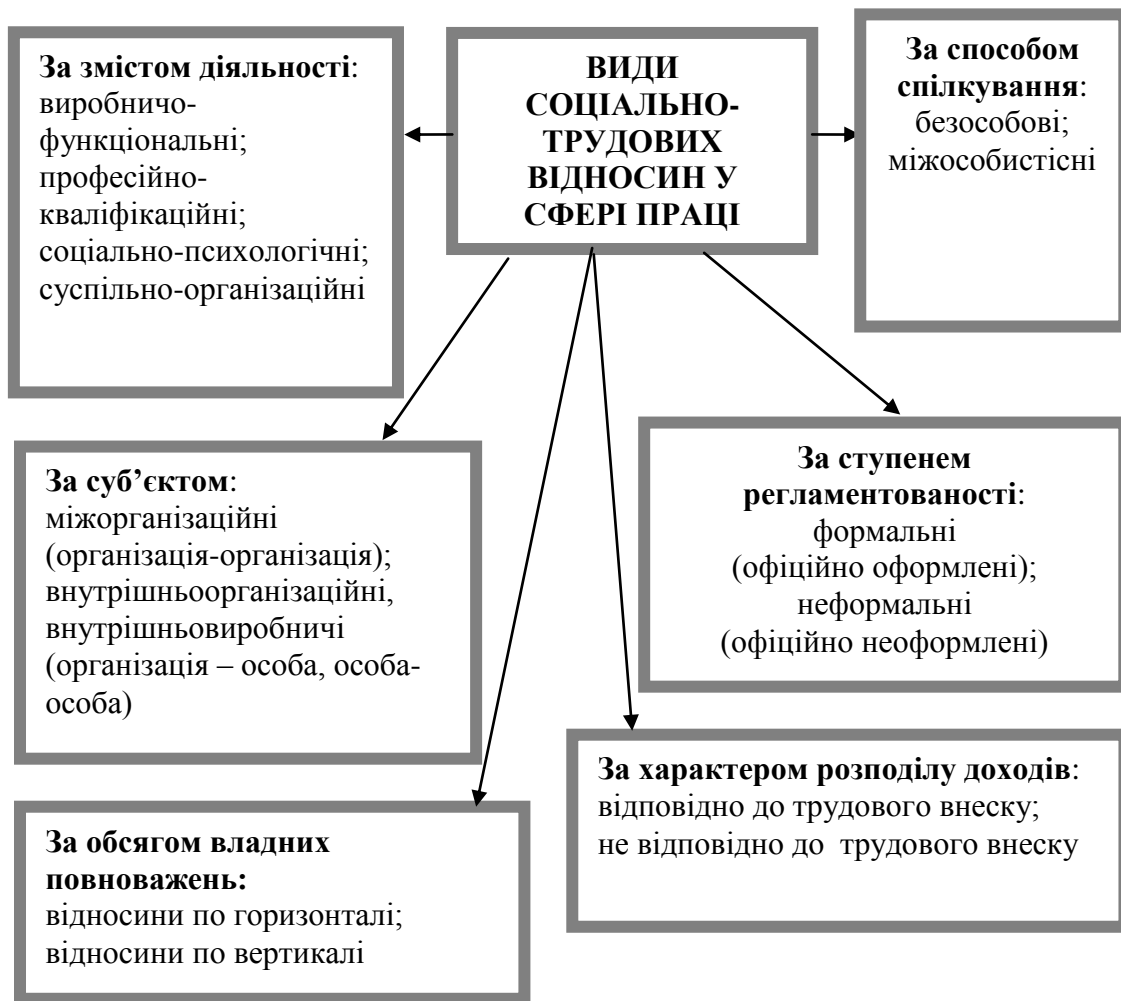 ВИДИ
СОЦІАЛЬНО-
ТРУДОВИХ
ВІДНОСИН У
СФЕРІ ПРАЦІ
За змістом діяльності:
виробничо-
функціональні;
професійно-
кваліфікаційні;
соціально-психологічні;
суспільно-організаційні
За способом
спілкування:
безособові;
міжособистісні
За суб’єктом:
міжорганізаційні
(організація-організація);
внутрішньоорганізаційні,
внутрішньовиробничі
(організація – особа, особа-
особа)
За ступенем
регламентованості:
формальні
(офіційно оформлені);
неформальні
(офіційно неоформлені)
За обсягом владних
повноважень:
відносини по горизонталі;
відносини по вертикалі
За характером розподілу доходів:
відповідно до трудового внеску;
не відповідно до трудового внеску